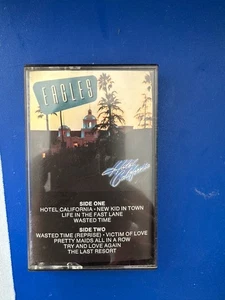 EAGLES
Hotel California
SIDE ONE
HOTEL CALIFORNIA • NEW KID IN TOWN
LIFE IN THE FAST LANE
WASTED TIME
SIDE TWO
WASTED TIME (REPRISE) • VICTIM OF LOVE
PRETTY MAIDS ALL IN A ROW
TRY AND LOVE AGAIN
THE LAST RESORT